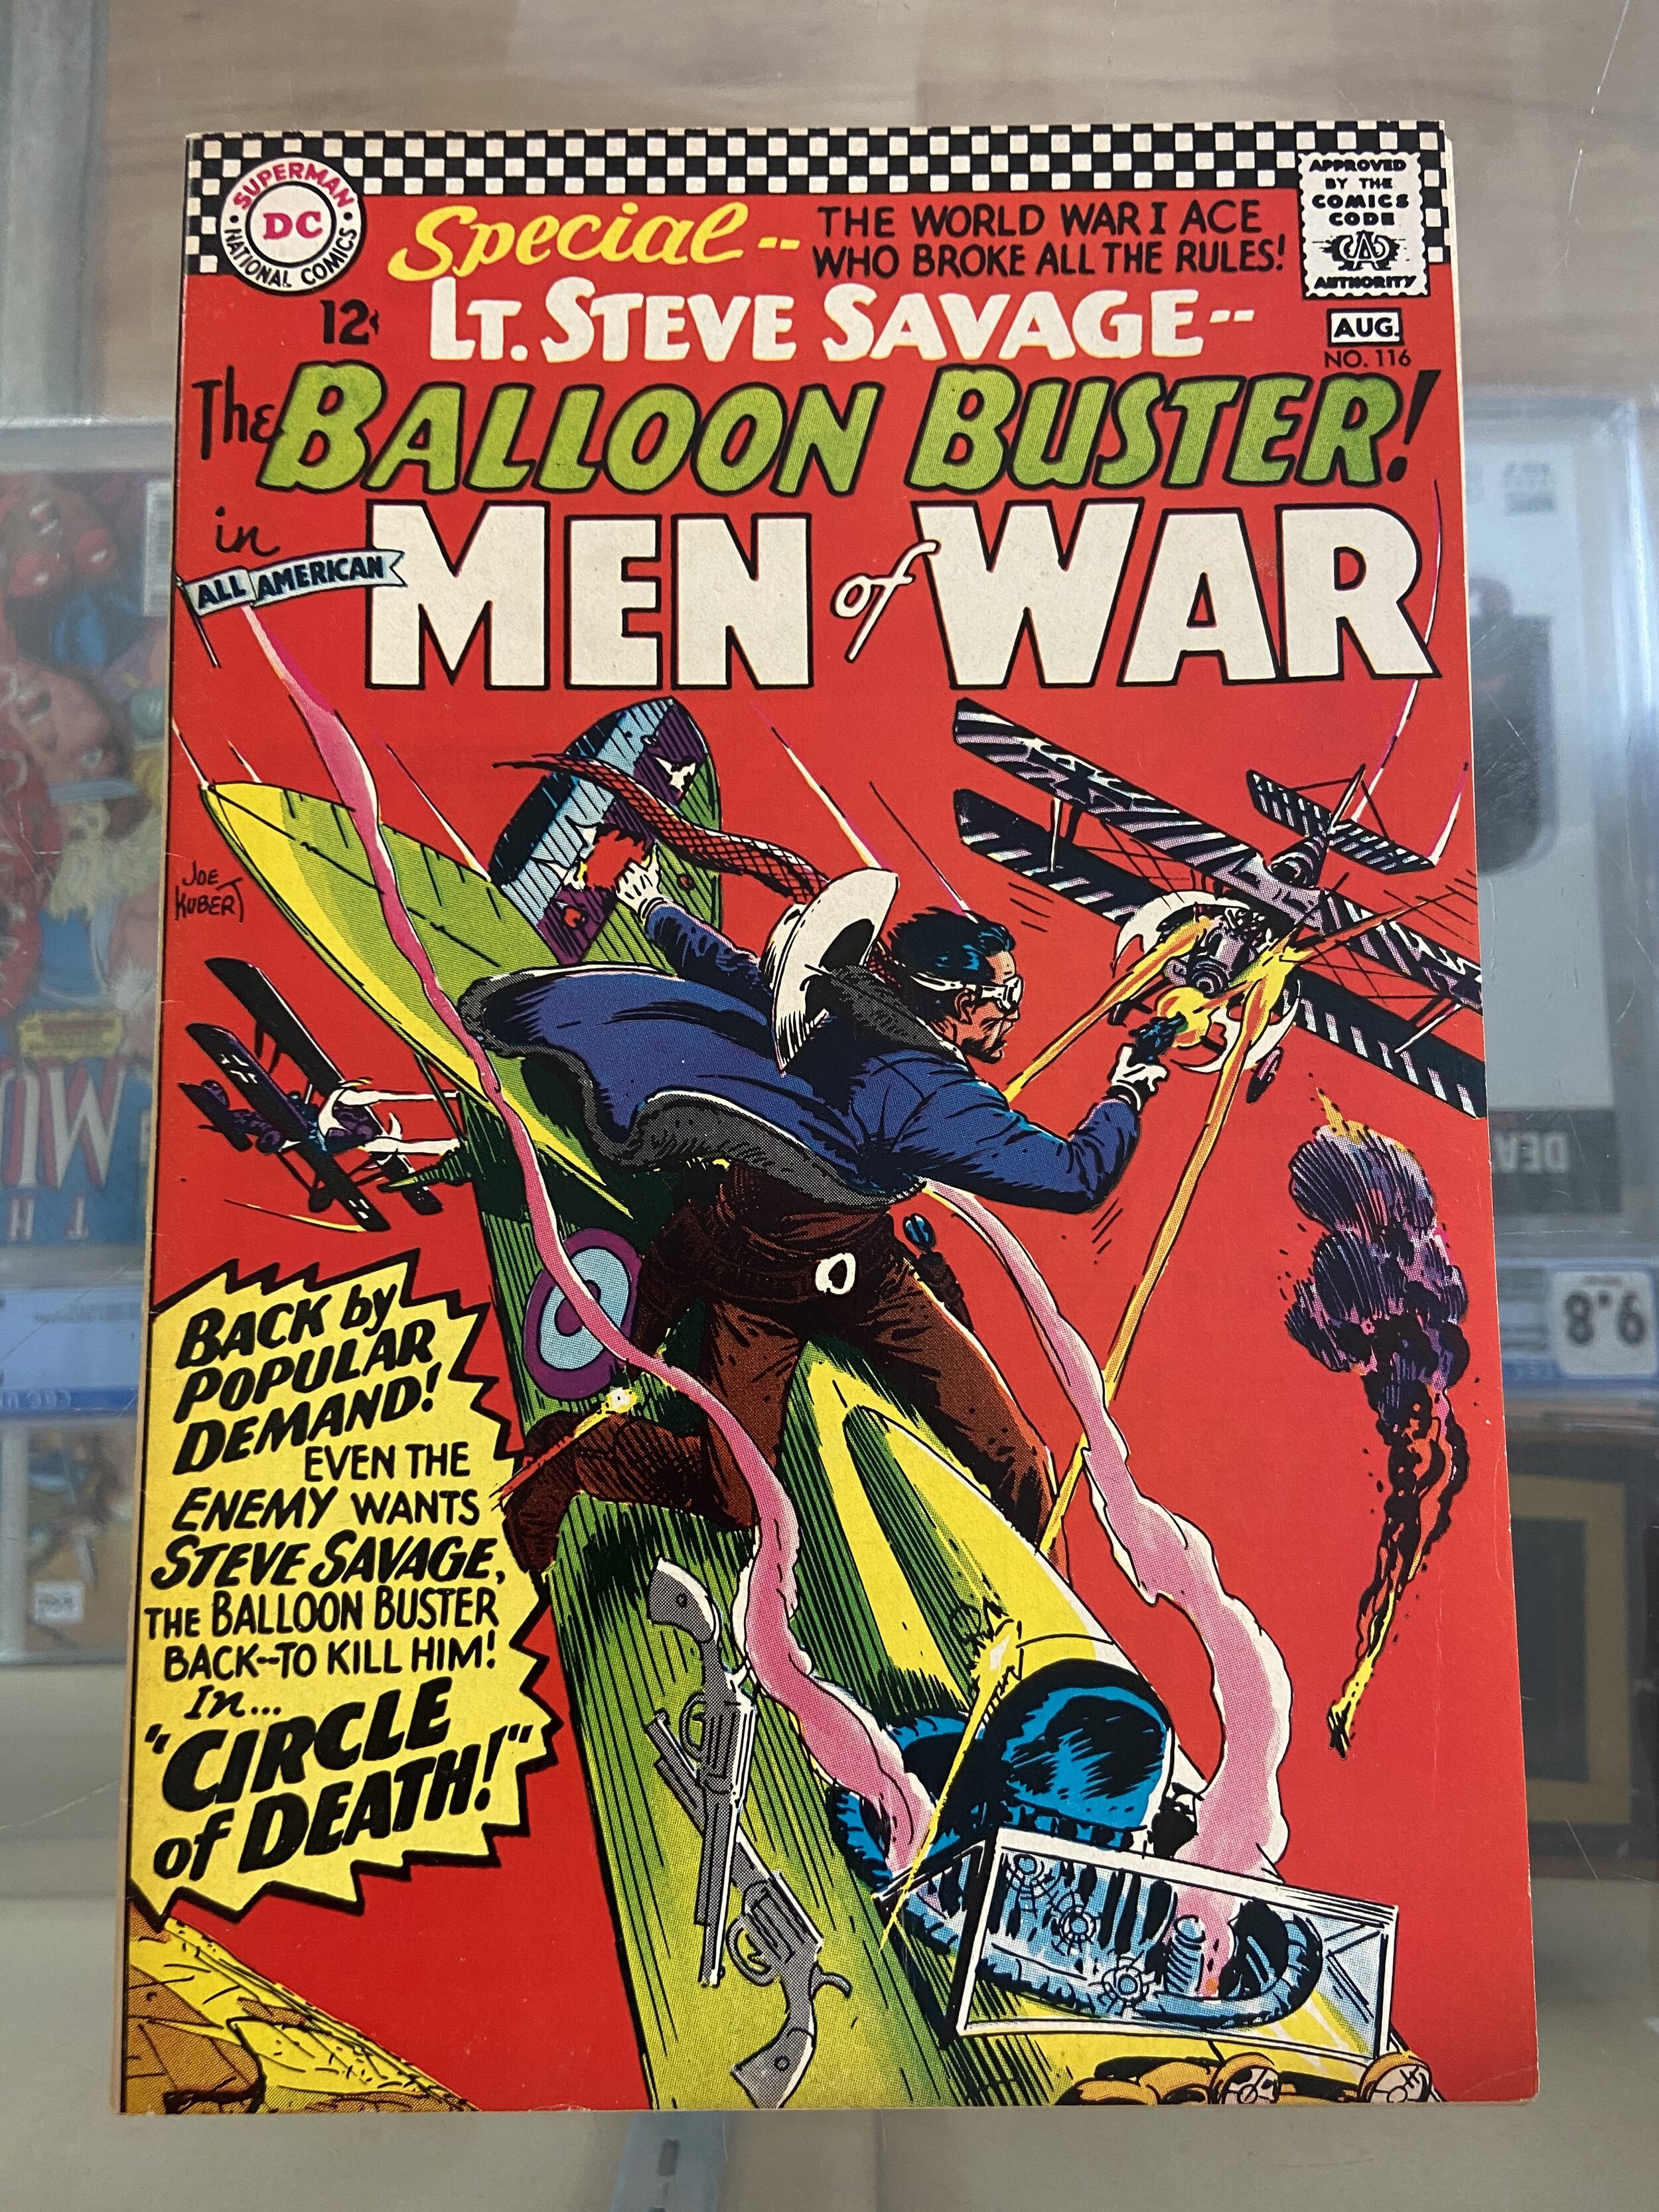 SUPERMAN
DC
NATIONAL COMICS
APPROVED
BY THE
COMICS
CODE
AUTHORITY
Special--
THE WORLD WAR I ACE
WHO BROKE ALL THE RULES!
12¢
LT. STEVE SAVAGE--
AUG.
NO. 116
The BALLOON BUSTER!
in
ALL AMERICAN
MEN of WAR
JOE
KUBERT
BACK by
POPULAR
DEMAND!
EVEN THE
ENEMY WANTS
STEVE SAVAGE,
THE BALLOON BUSTER
BACK--TO KILL HIM!
In...
"CIRCLE
of DEATH!"
9.8